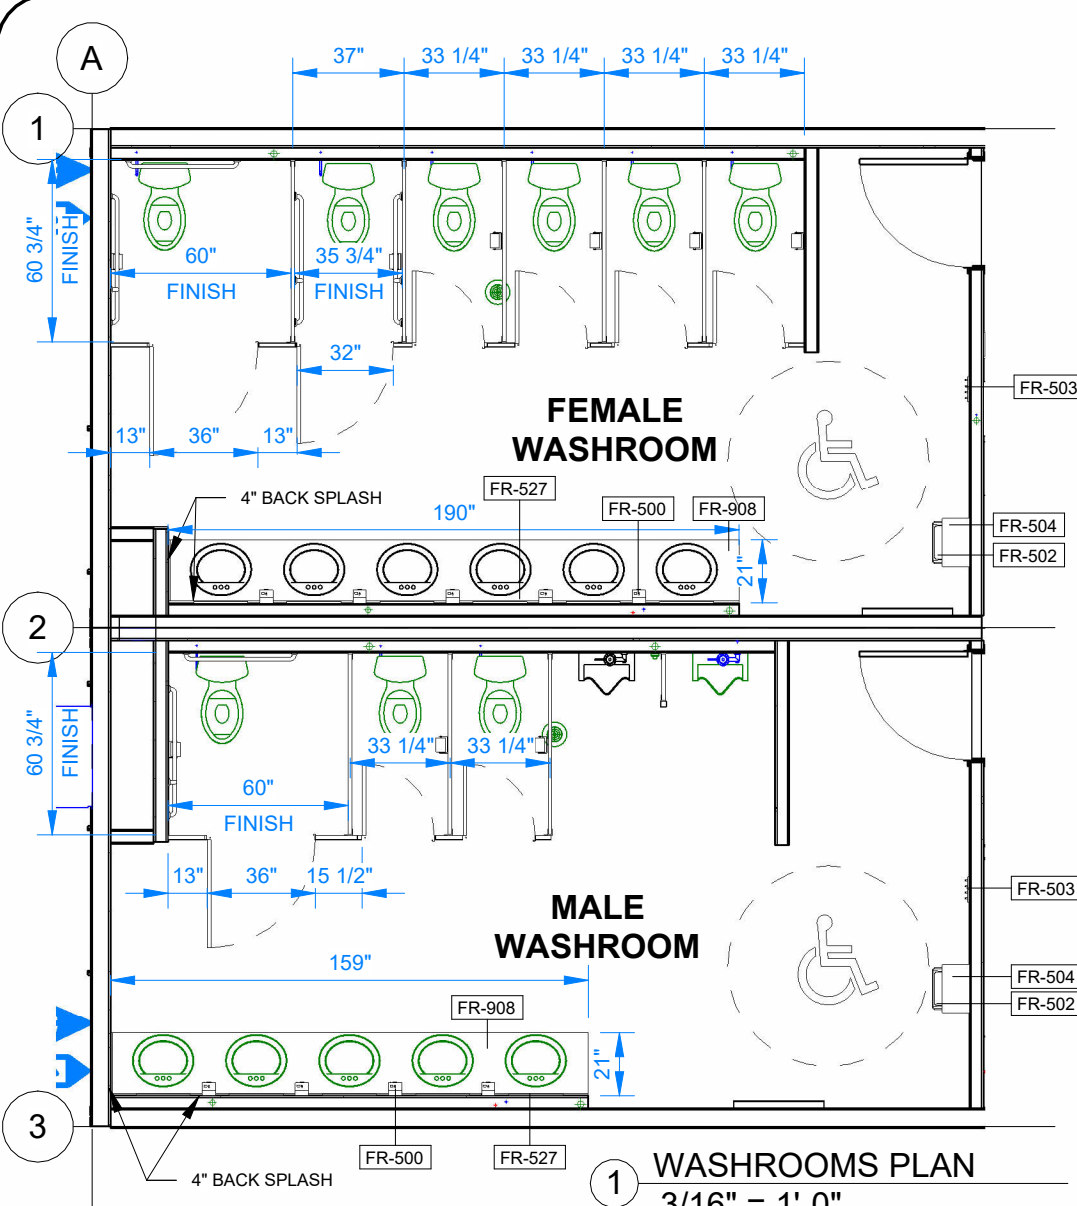 A
37"
33 1/4"
33 1/4"
33 1/4"
33 1/4"
1
60 3/4"
FINISH
60"
FINISH
35 3/4"
FINISH
32"
13"
36"
13"
FEMALE
WASHROOM
FR-503
4" BACK SPLASH
FR-527
FR-500
FR-908
190"
21"
FR-504
FR-502
2
60 3/4"
FINISH
33 1/4"
33 1/4"
60"
FINISH
13"
36"
15 1/2"
MALE
WASHROOM
FR-503
159"
FR-504
FR-502
FR-908
21"
3
FR-500
FR-527
4" BACK SPLASH
1
WASHROOMS PLAN
3/16" = 1'-0"